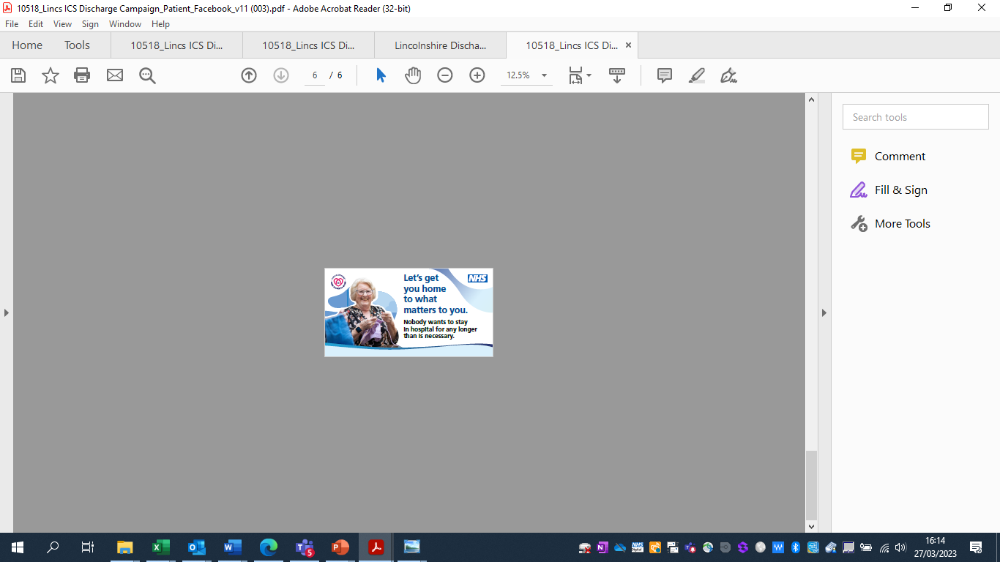 10518_Lincs ICS Discharge Campaign_Patient_Facebook_v11 (003).pdf - Adobe Acrobat Reader (32-bit)
File Edit View Sign Window Help
Home Tools 10518_Lincs ICS Di... 10518_Lincs ICS Di... Lincolnshire Discha... 10518_Lincs ICS Di...
6 / 6 12.5%
Search tools
Comment
Fill & Sign
More Tools
NHS
Let's get
you home
to what
matters to you.
Nobody wants to stay
in hospital for any longer
than is necessary.
5
NHS
Digital
16:14
27/03/2023